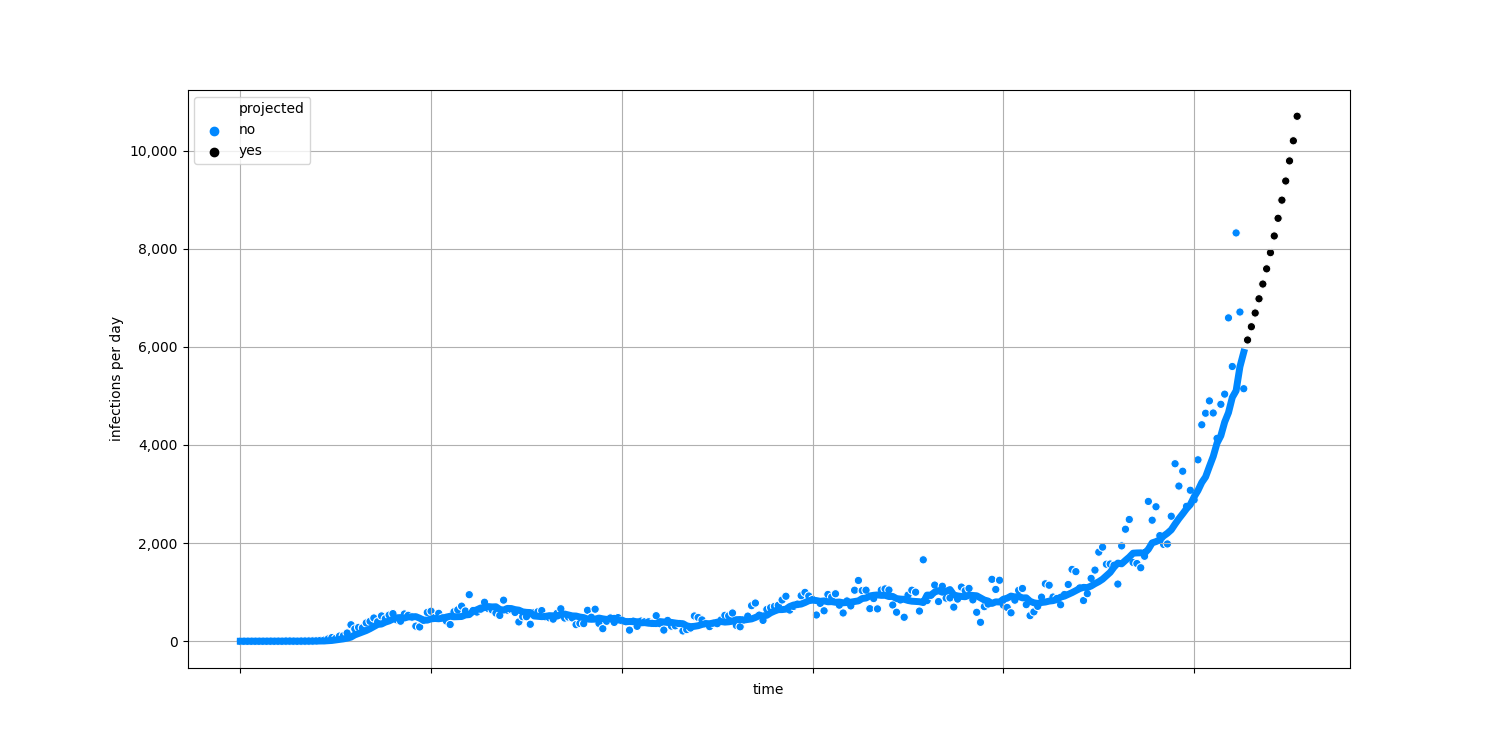 projected
no
yes
10,000
8,000
6,000
4,000
2,000
0
infections per day
time